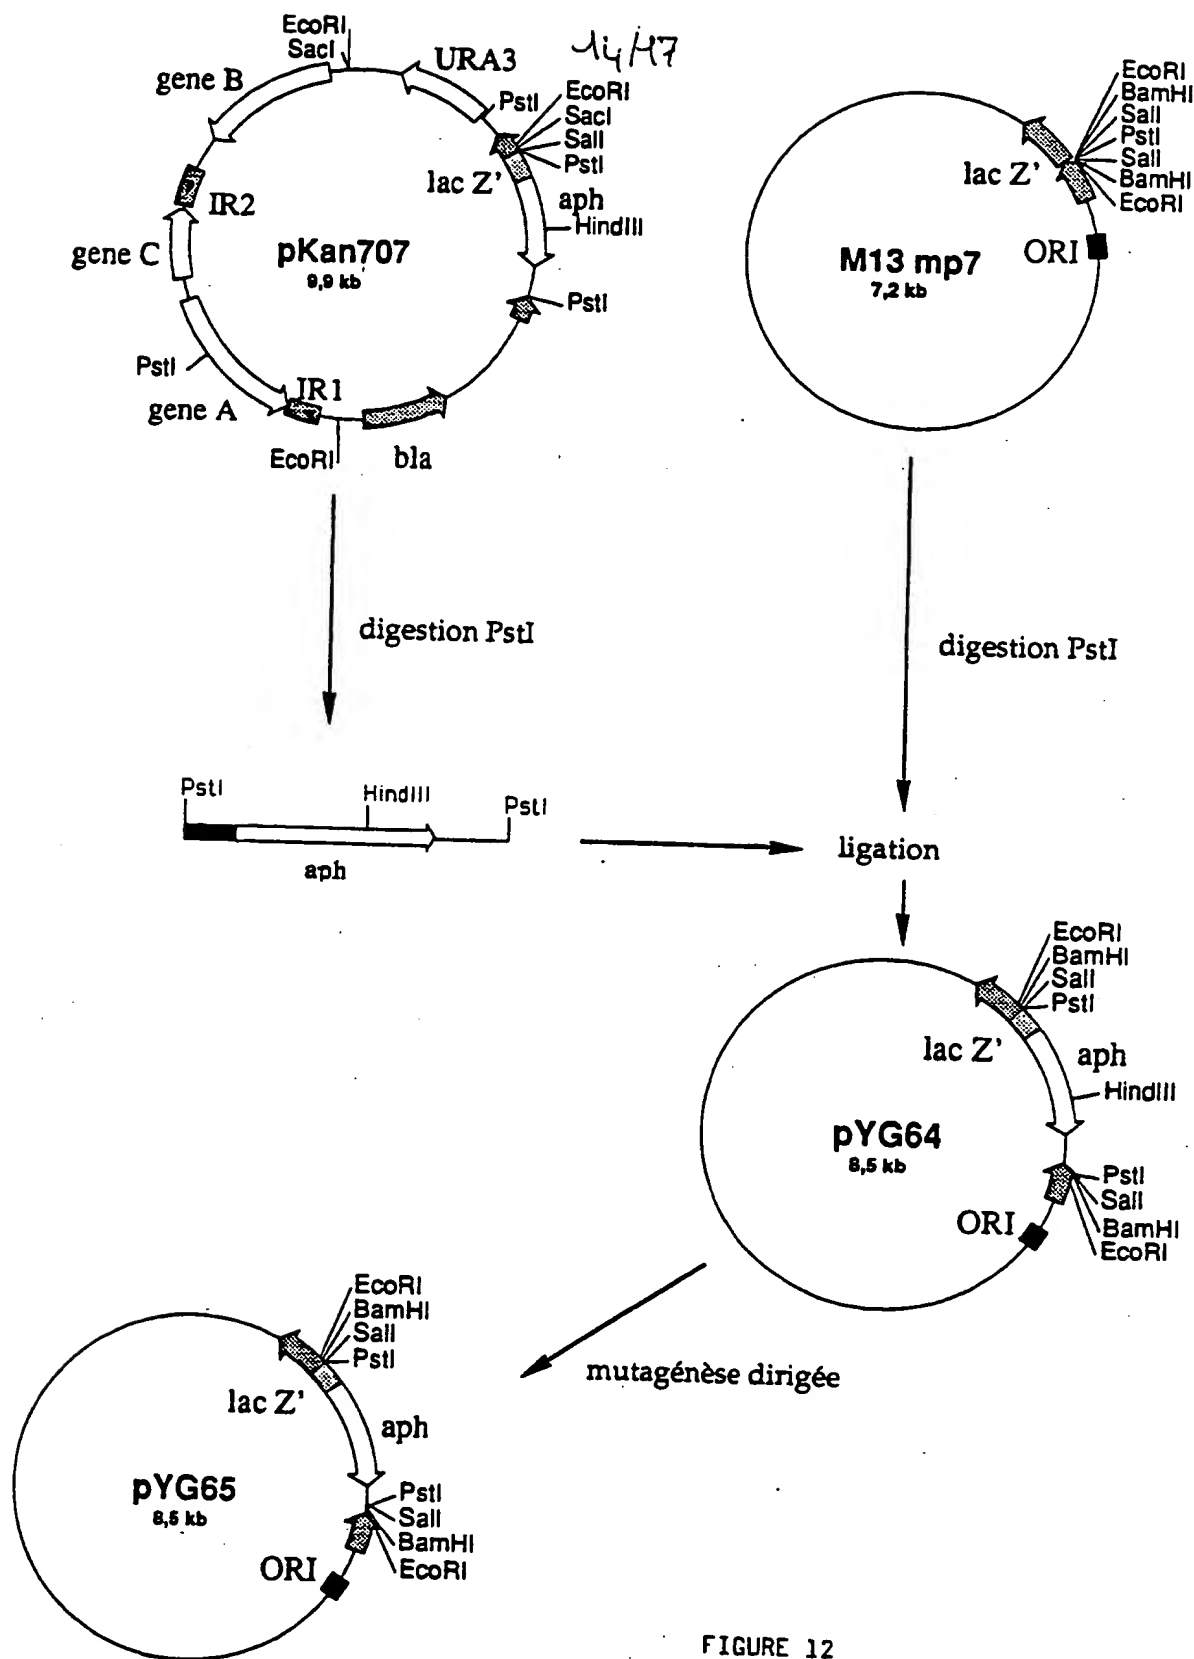 14/17
EcoRI
SacI
gene B
URA3
PstI
EcoRI
SacI
SalI
PstI
lac Z'
aph
HindIII
IR2
gene C
pKan707
9,9 kb
PstI
PstI
gene A
IR1
EcoRI
bla
EcoRI
BamHI
SalI
PstI
SalI
BamHI
EcoRI
lac Z'
ORI
M13 mp7
7,2 kb
digestion PstI
digestion PstI
PstI
HindIII
PstI
aph
ligation
EcoRI
BamHI
SalI
PstI
lac Z'
aph
HindIII
pYG64
8,5 kb
PstI
SalI
BamHI
EcoRI
ORI
mutagénèse dirigée
EcoRI
BamHI
SalI
PstI
lac Z'
aph
pYG65
8,5 kb
PstI
SalI
BamHI
EcoRI
ORI
FIGURE 12